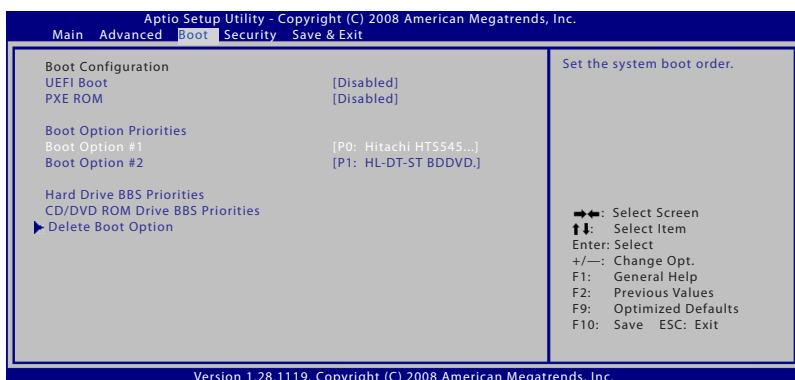 Aptio Setup Utility - Copyright (C) 2008 American Megatrends, Inc.
Main Advanced Boot Security Save & Exit
Boot Configuration
UEFI Boot [Disabled]
PXE ROM [Disabled]
Boot Option Priorities
Boot Option #1 [P0: Hitachi HTS545...]
Boot Option #2 [P1: HL-DT-ST BDDVD.]
Hard Drive BBS Priorities
CD/DVD ROM Drive BBS Priorities
Delete Boot Option
Set the system boot order.
➡⬅: Select Screen
⬆⬇: Select Item
Enter: Select
+/—: Change Opt.
F1: General Help
F2: Previous Values
F9: Optimized Defaults
F10: Save ESC: Exit
Version 1.28.1119. Copyright (C) 2008 American Megatrends, Inc.